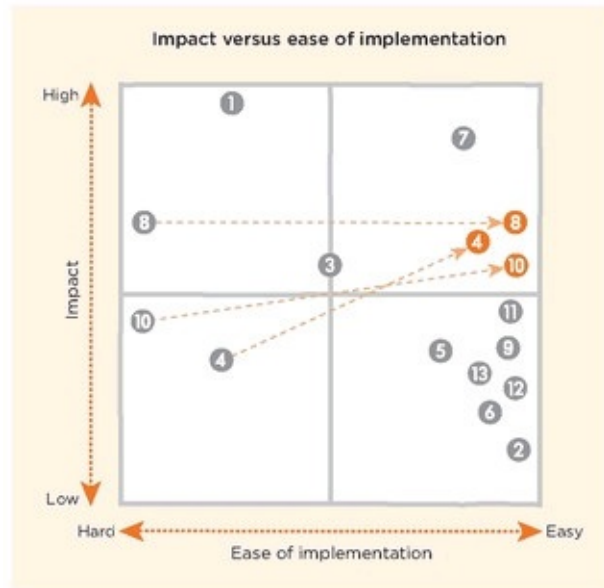 Impact versus ease of implementation
High
1
7
8
8
4
3
10
Impact
10
11
4
5
9
13
12
6
2
Low
Hard
Easy
Ease of implementation